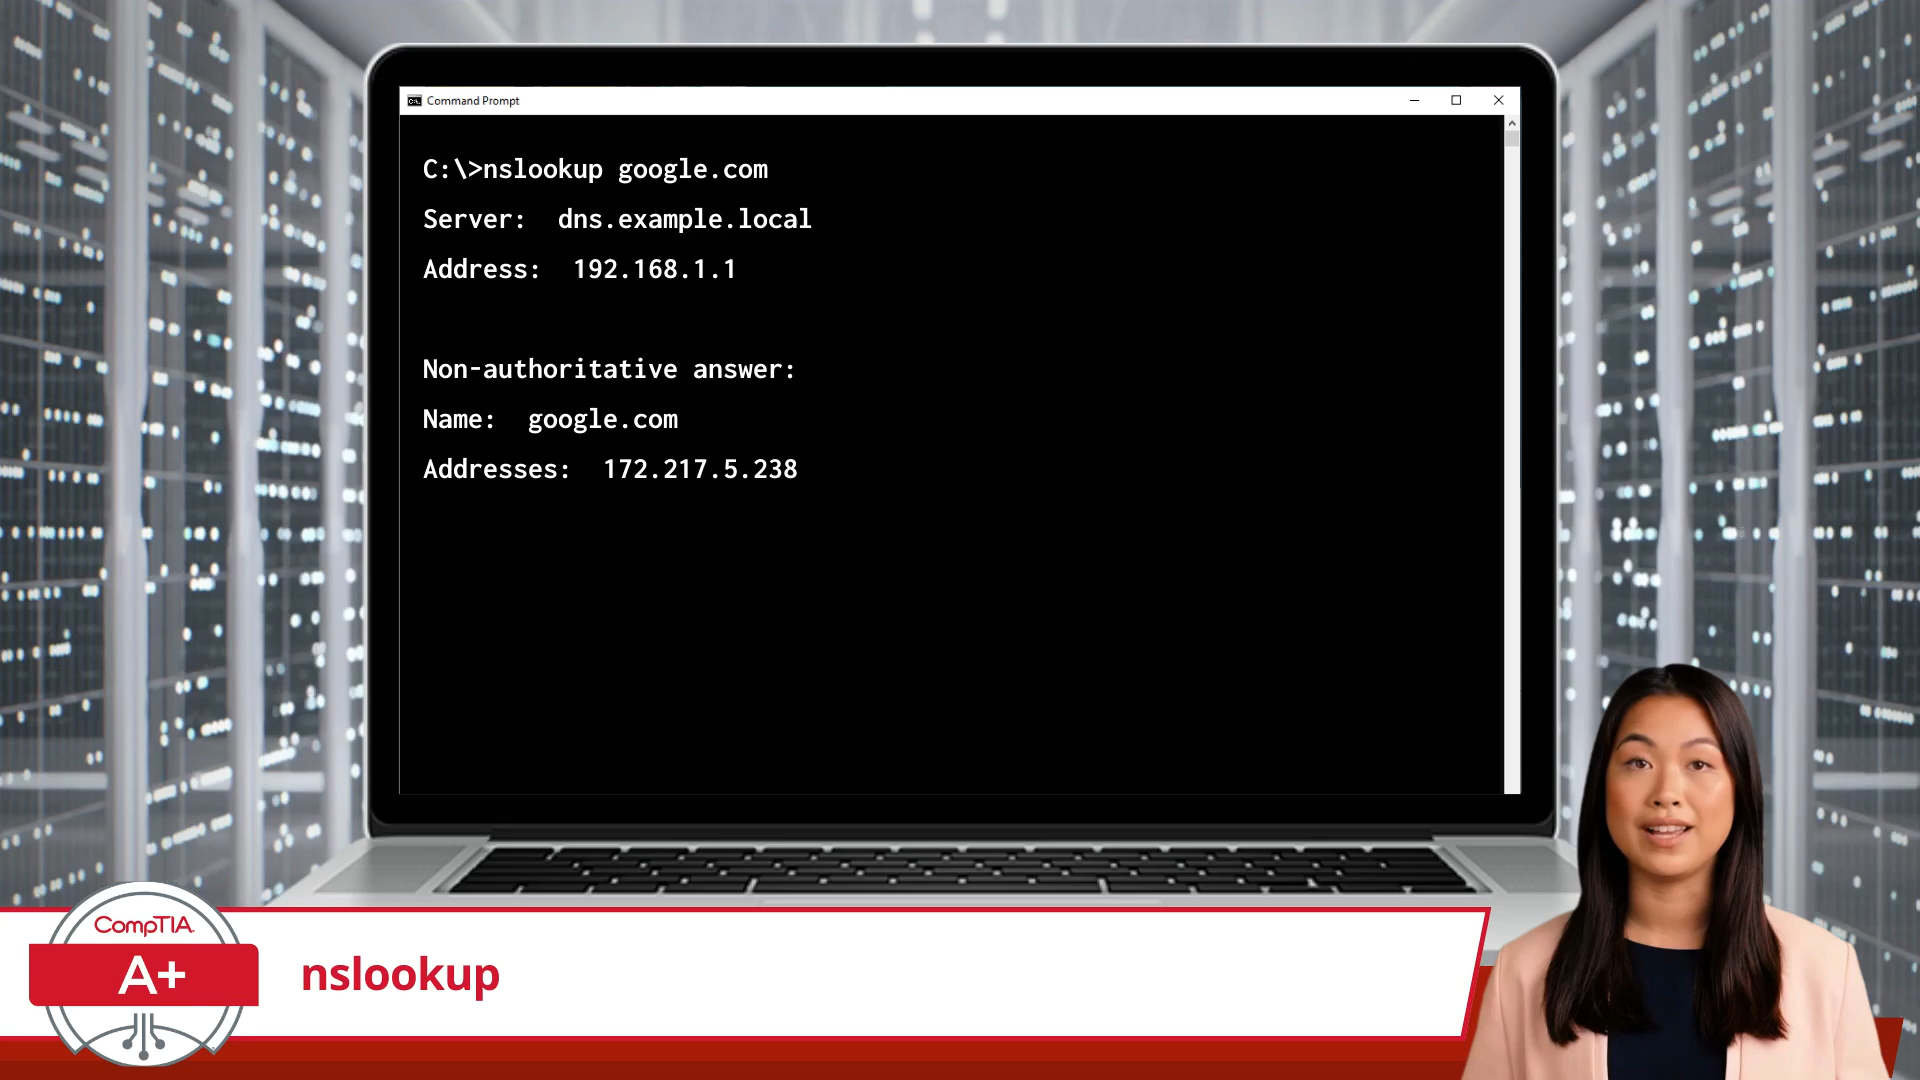 Command Prompt
C:\>nslookup google.com
Server:  dns.example.local
Address:  192.168.1.1
Non-authoritative answer:
Name:  google.com
Addresses:  172.217.5.238
CompTIA.
A+
nslookup